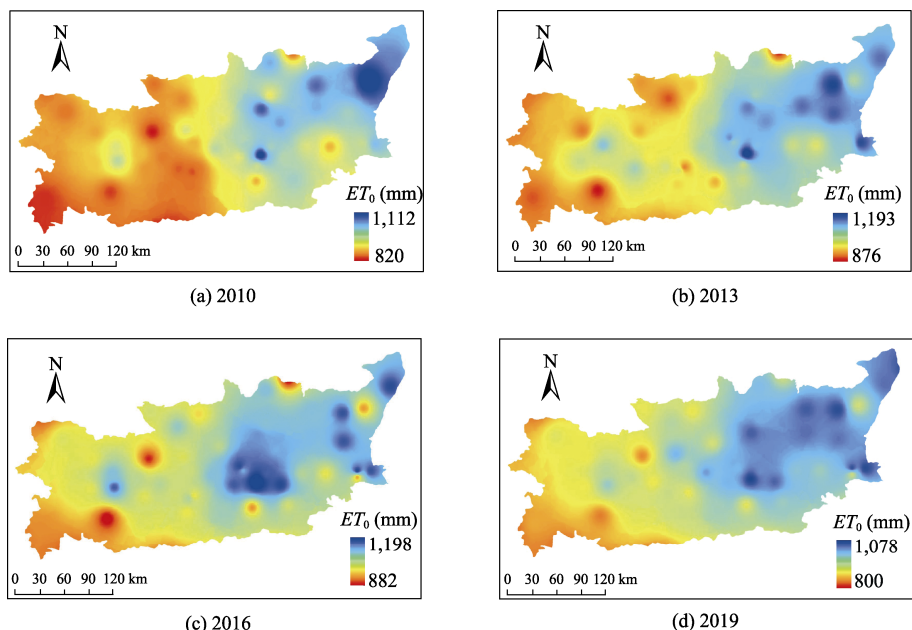 N
ET₀ (mm)
1,112
820
0 30 60 90 120 km
(a) 2010
N
ET₀ (mm)
1,193
876
0 30 60 90 120 km
(b) 2013
N
ET₀ (mm)
1,198
882
0 30 60 90 120 km
(c) 2016
N
ET₀ (mm)
1,078
800
0 30 60 90 120 km
(d) 2019